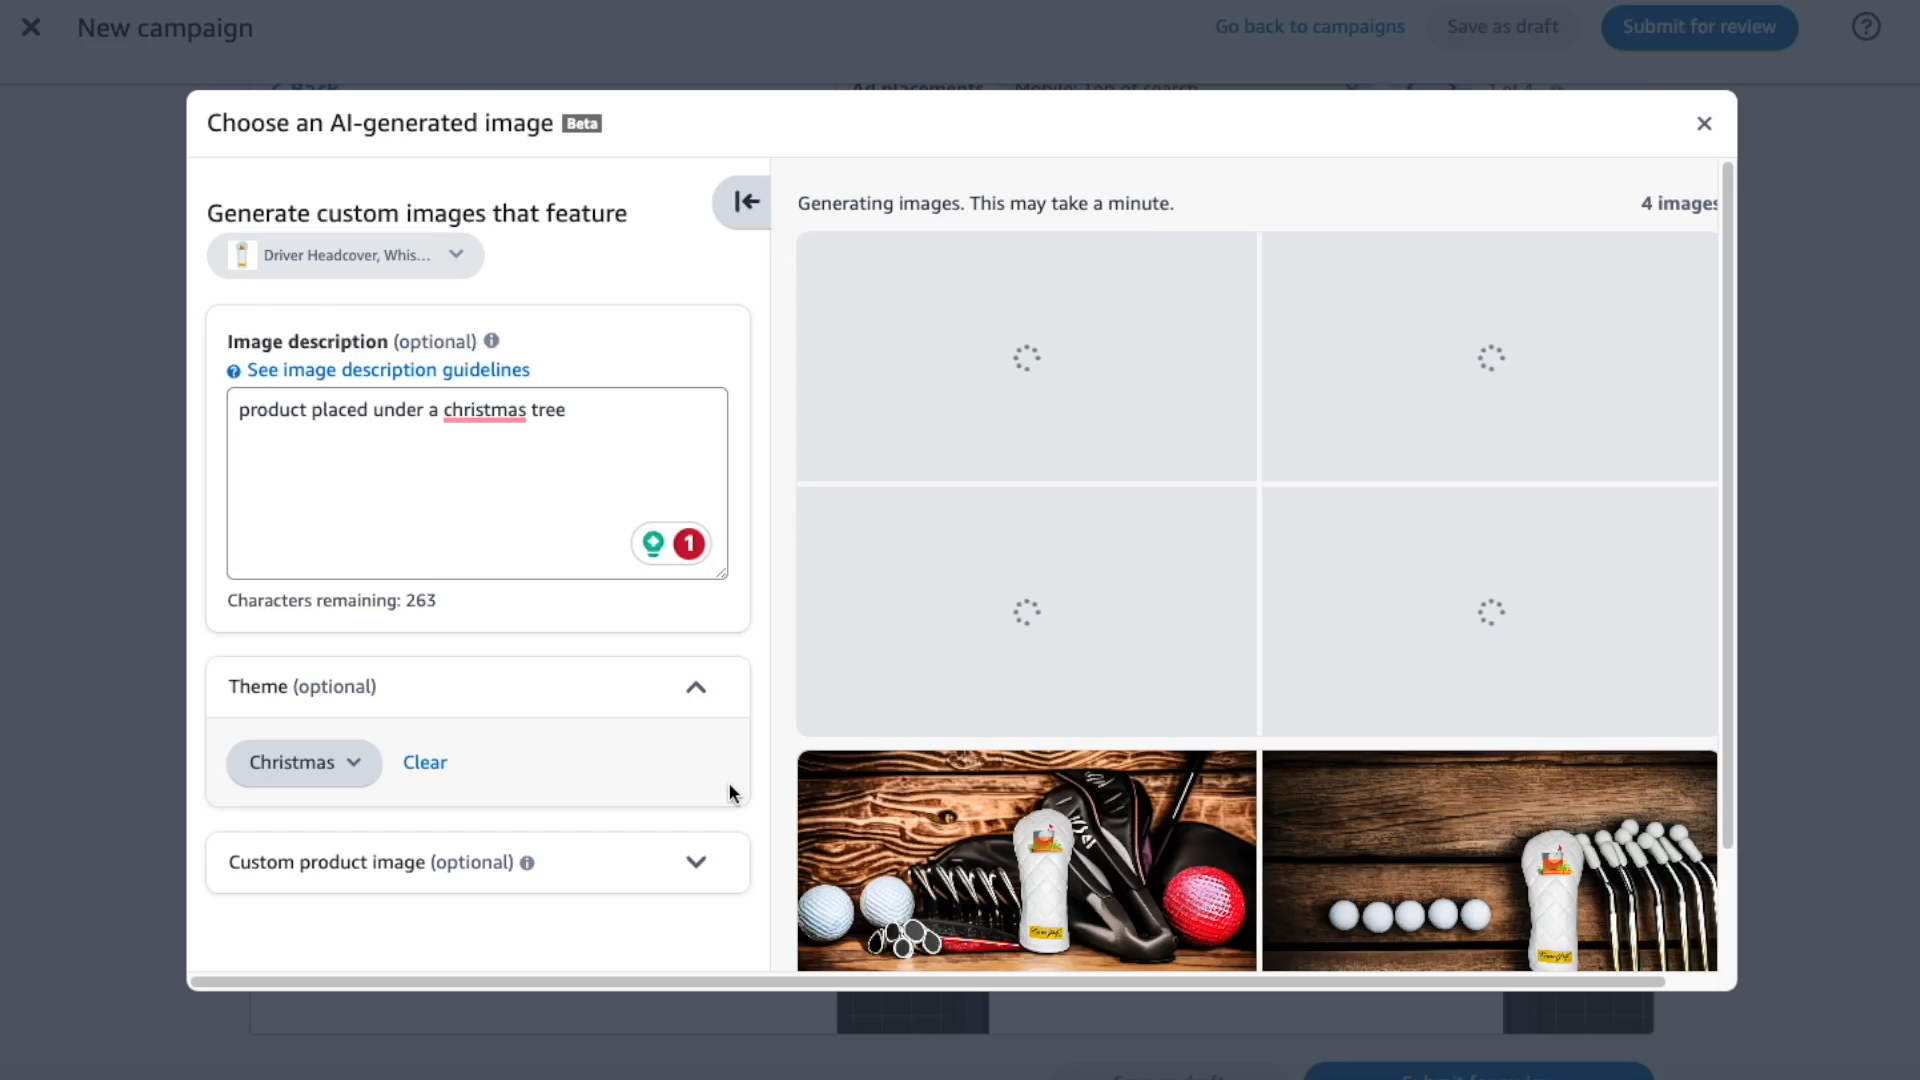 New campaign
Go back to campaigns
Save as draft
Submit for review
Choose an AI-generated image Beta
Generate custom images that feature
Driver Headcover, Whis...
Image description (optional)
See image description guidelines
product placed under a christmas tree
1
Characters remaining: 263
Theme (optional)
Christmas
Clear
Custom product image (optional)
Generating images. This may take a minute.
4 images